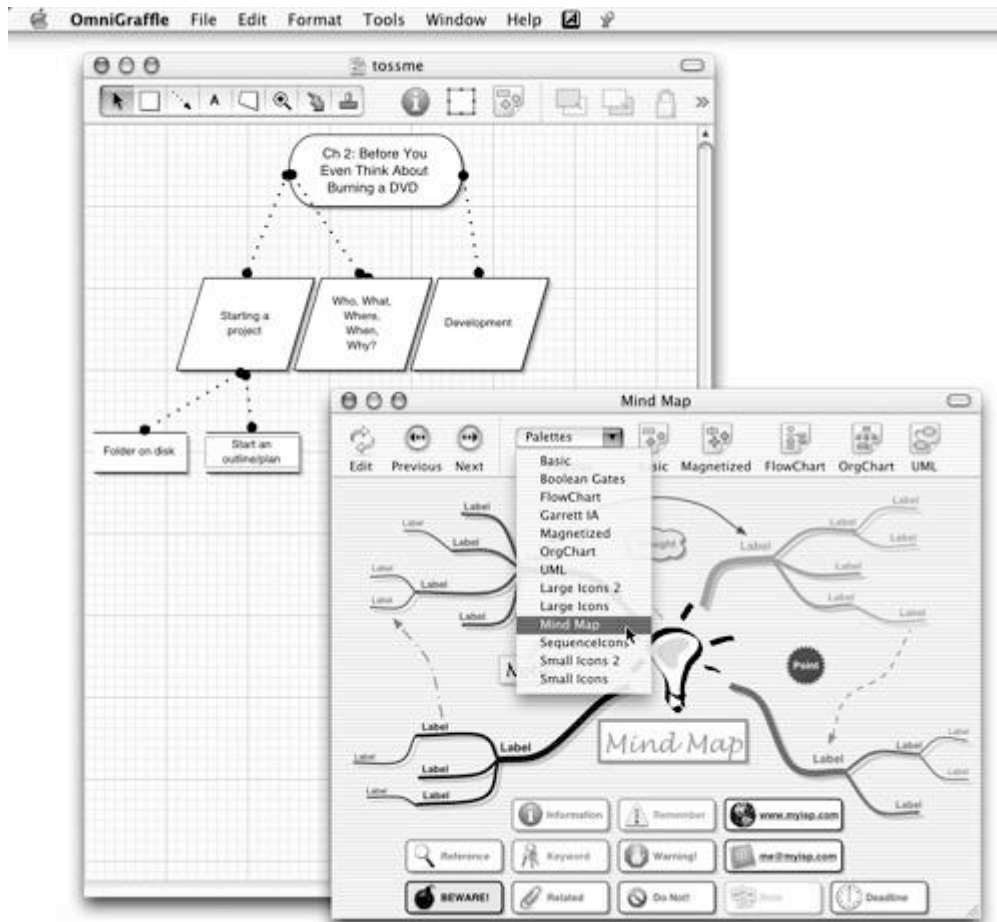 OmniGraffle File Edit Format Tools Window Help
tossme
A
Ch 2: Before You
Even Think About
Burning a DVD
Starting a
project
Who, What,
Where,
When,
Why?
Development
Folder on disk
Start an
outline/plan
Mind Map
Palettes
Edit Previous Next
sic Magnetized FlowChart OrgChart UML
Basic
Boolean Gates
FlowChart
Garrett IA
Magnetized
OrgChart
UML
Large Icons 2
Large Icons
Mind Map
SequenceIcons
Small Icons 2
Small Icons
Label
Label
Label
Label
Label
Label
Label
Label
Label
Label
Label
Label
Label
Label
Point
Mind Map
Label
Label
Label
Label
Label
Label
Label
Label
Label
Label
Label
Information Remember www.myisp.com
Reference Keyword Warning! me@myisp.com
BEWARE! Related Do Not! Note Deadline